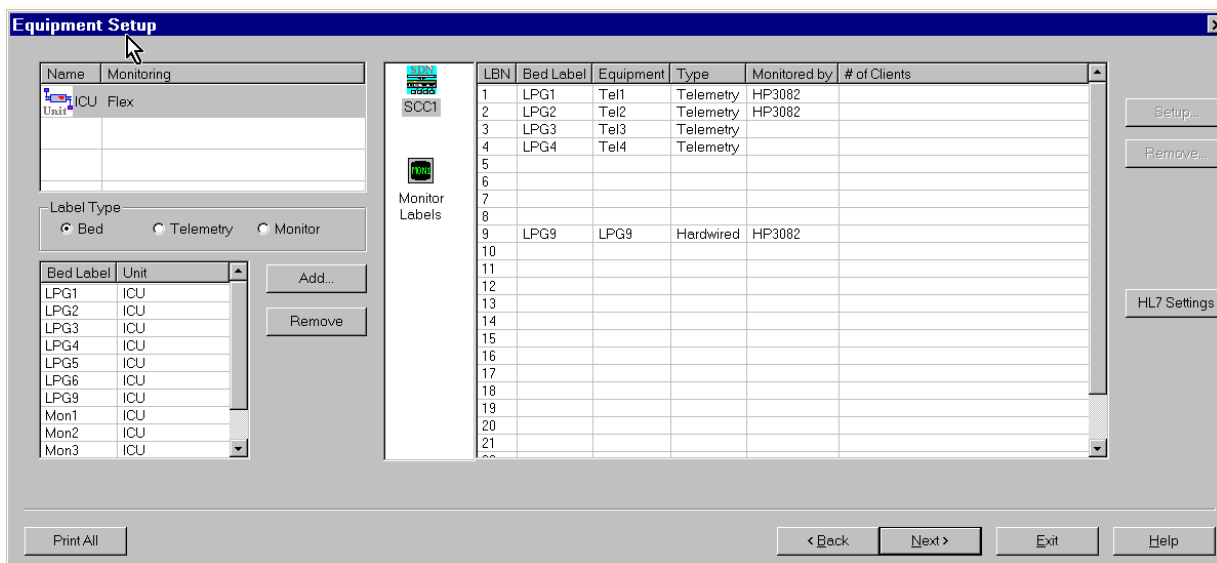 Equipment Setup
Name Monitoring
Unit ICU Flex
Label Type
Bed Telemetry Monitor
Bed Label Unit
LPG1 ICU
LPG2 ICU
LPG3 ICU
LPG4 ICU
LPG5 ICU
LPG6 ICU
LPG9 ICU
Mon1 ICU
Mon2 ICU
Mon3 ICU
Add...
Remove
SDN
SCC1
MON1
Monitor
Labels
LBN Bed Label Equipment Type Monitored by # of Clients
1 LPG1 Tel1 Telemetry HP3082
2 LPG2 Tel2 Telemetry HP3082
3 LPG3 Tel3 Telemetry
4 LPG4 Tel4 Telemetry
5
6
7
8
9 LPG9 LPG9 Hardwired HP3082
10
11
12
13
14
15
16
17
18
19
20
21
Setup...
Remove...
HL7 Settings
Print All
< Back Next > Exit Help